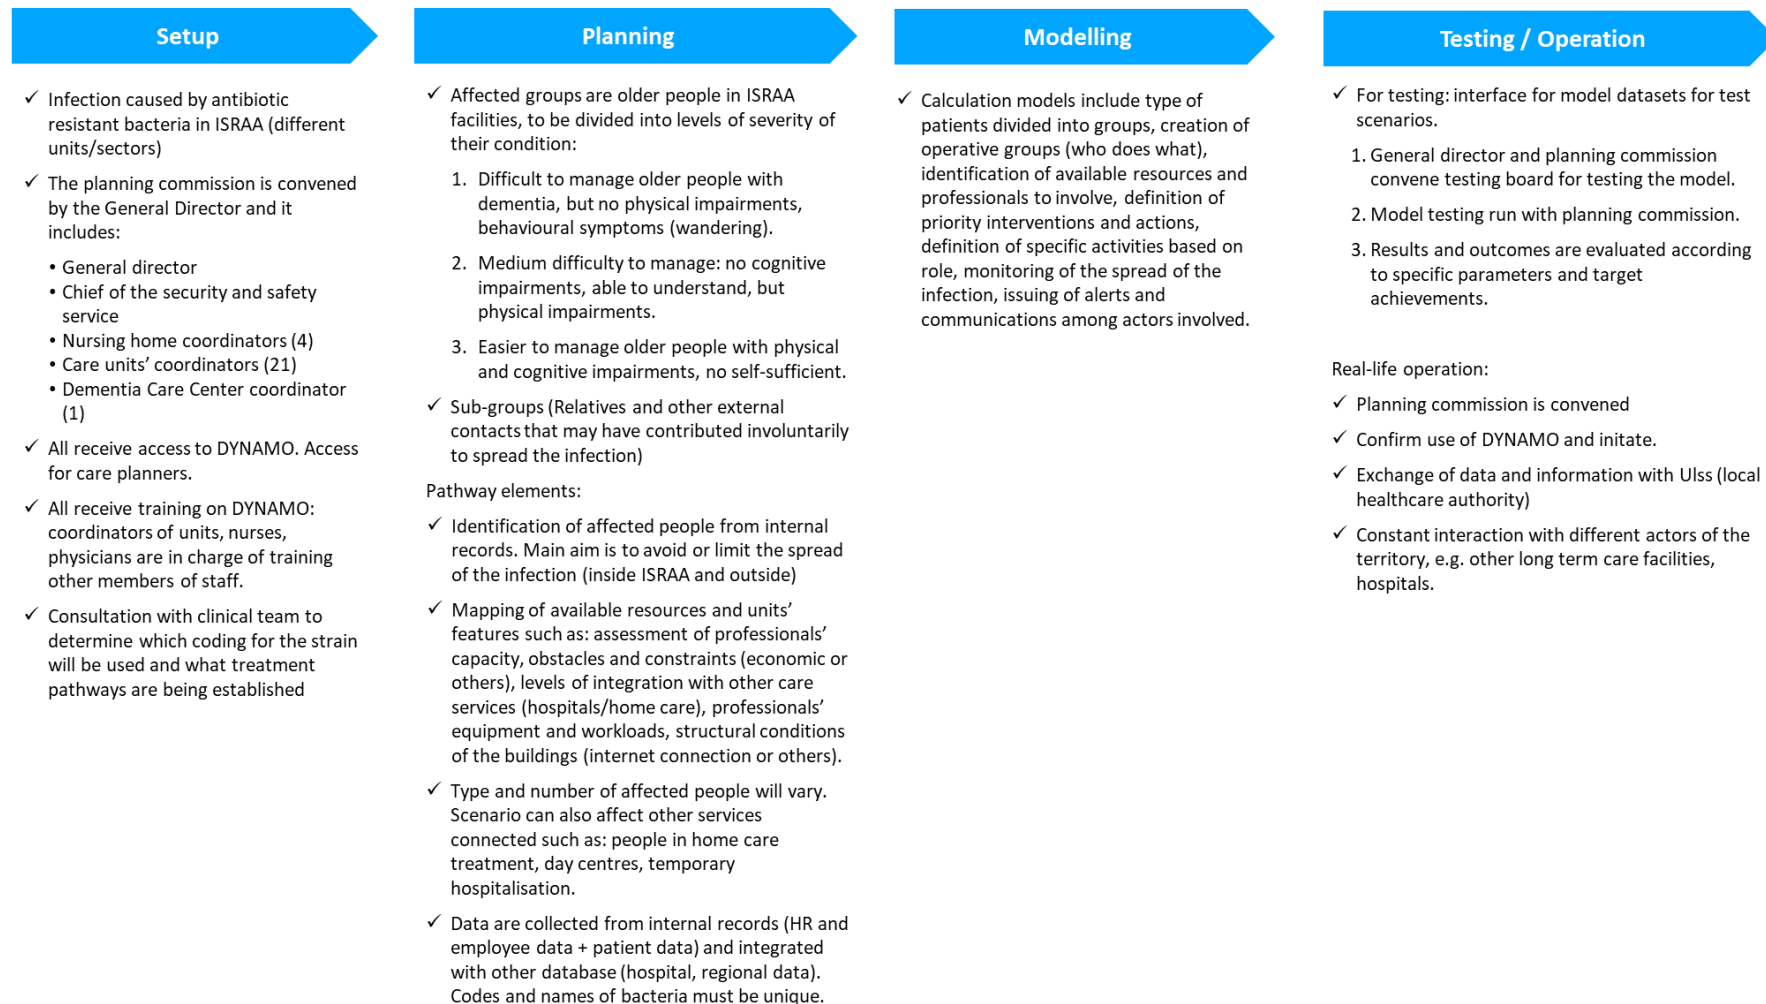 Setup
✓ Infection caused by antibiotic
resistant bacteria in ISRAA (different
units/sectors)
✓ The planning commission is convened
by the General Director and it
includes:
• General director
• Chief of the security and safety
service
• Nursing home coordinators (4)
• Care units’ coordinators (21)
• Dementia Care Center coordinator
(1)
✓ All receive access to DYNAMO. Access
for care planners.
✓ All receive training on DYNAMO:
coordinators of units, nurses,
physicians are in charge of training
other members of staff.
✓ Consultation with clinical team to
determine which coding for the strain
will be used and what treatment
pathways are being established
Planning
✓ Affected groups are older people in ISRAA
facilities, to be divided into levels of severity of
their condition:
1. Difficult to manage older people with
dementia, but no physical impairments,
behavioural symptoms (wandering).
2. Medium difficulty to manage: no cognitive
impairments, able to understand, but
physical impairments.
3. Easier to manage older people with physical
and cognitive impairments, no self-sufficient.
✓ Sub-groups (Relatives and other external
contacts that may have contributed involuntarily
to spread the infection)
Pathway elements:
✓ Identification of affected people from internal
records. Main aim is to avoid or limit the spread
of the infection (inside ISRAA and outside)
✓ Mapping of available resources and units’
features such as: assessment of professionals’
capacity, obstacles and constraints (economic or
others), levels of integration with other care
services (hospitals/home care), professionals’
equipment and workloads, structural conditions
of the buildings (internet connection or others).
✓ Type and number of affected people will vary.
Scenario can also affect other services
connected such as: people in home care
treatment, day centres, temporary
hospitalisation.
✓ Data are collected from internal records (HR and
employee data + patient data) and integrated
with other database (hospital, regional data).
Codes and names of bacteria must be unique.
Modelling
✓ Calculation models include type of
patients divided into groups, creation of
operative groups (who does what),
identification of available resources and
professionals to involve, definition of
priority interventions and actions,
definition of specific activities based on
role, monitoring of the spread of the
infection, issuing of alerts and
communications among actors involved.
Testing / Operation
✓ For testing: interface for model datasets for test
scenarios.
1. General director and planning commission
convene testing board for testing the model.
2. Model testing run with planning commission.
3. Results and outcomes are evaluated according
to specific parameters and target
achievements.
Real-life operation:
✓ Planning commission is convened
✓ Confirm use of DYNAMO and initate.
✓ Exchange of data and information with Ulss (local
healthcare authority)
✓ Constant interaction with different actors of the
territory, e.g. other long term care facilities,
hospitals.